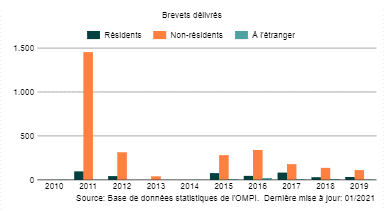 Brevets délivrés
Résidents Non-résidents À l'étranger
1.500
1.000
500
0
2010 2011 2012 2013 2014 2015 2016 2017 2018 2019
Source: Base de données statistiques de l'OMPI. Dernière mise à jour: 01/2021